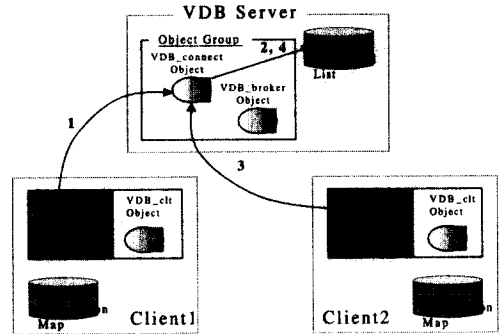 VDB Server
Object Group
2, 4
VDB_connect
Object
List
VDB_broker
Object
1
3
VDB_clt
Object
Map
Client1
VDB_clt
Object
Map
Client2